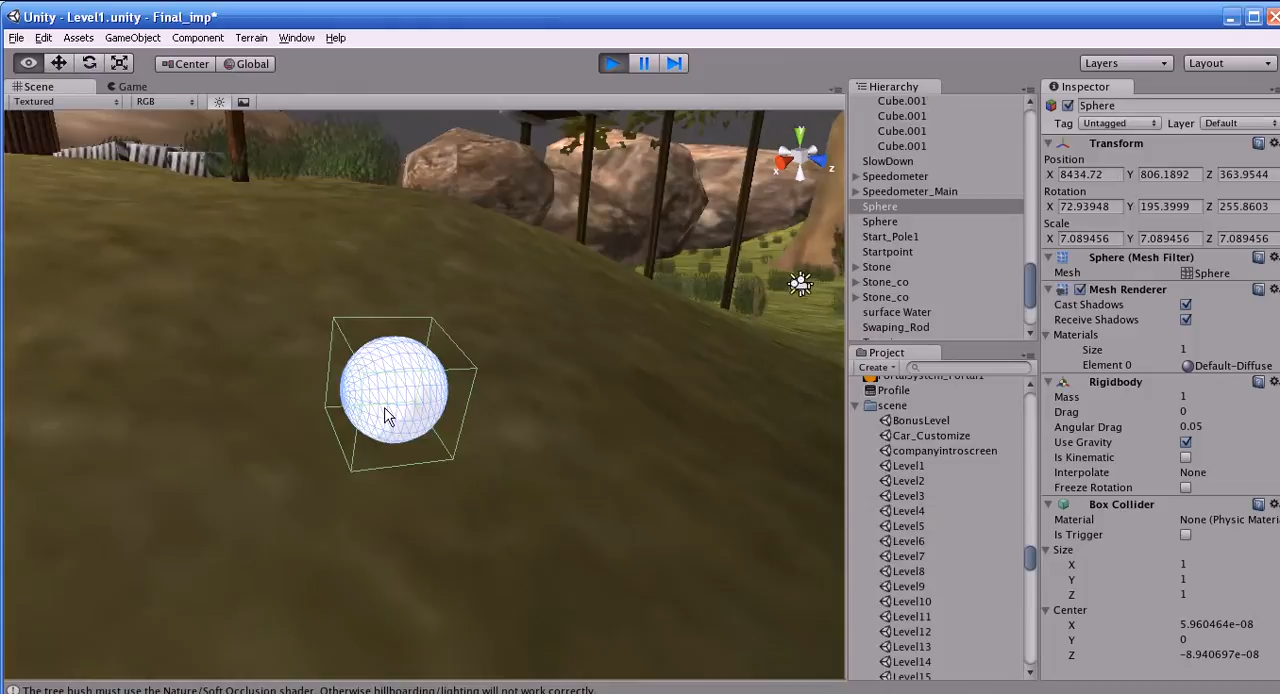 Unity - Level1.unity - Final_imp*
File Edit Assets GameObject Component Terrain Window Help
Center Global Layers Layout
Scene Game
Textured RGB
x z
Hierarchy
Cube.001
Cube.001
Cube.001
Cube.001
SlowDown
Speedometer
Speedometer_Main
Sphere
Sphere
Start_Pole1
Startpoint
Stone
Stone_co
Stone_co
surface Water
Swaping_Rod
Project
Create
PortalSystem_Portal1
Profile
scene
BonusLevel
Car_Customize
companyintroscreen
Level1
Level2
Level3
Level4
Level5
Level6
Level7
Level8
Level9
Level10
Level11
Level12
Level13
Level14
Level15
Inspector
Sphere
Tag Untagged Layer Default
Transform
Position
X 8434.72 Y 806.1892 Z 363.9544
Rotation
X 72.93948 Y 195.3999 Z 255.8603
Scale
X 7.089456 Y 7.089456 Z 7.089456
Sphere (Mesh Filter)
Mesh Sphere
Mesh Renderer
Cast Shadows
Receive Shadows
Materials
Size 1
Element 0 Default-Diffuse
Rigidbody
Mass 1
Drag 0
Angular Drag 0.05
Use Gravity
Is Kinematic
Interpolate None
Freeze Rotation
Box Collider
Material None (Physic Materi
Is Trigger
Size
X 1
Y 1
Z 1
Center
X 5.960464e-08
Y 0
Z -8.940697e-08
The tree bush must use the Nature/Soft Occlusion shader. Otherwise billboarding/lighting will not work correctly.